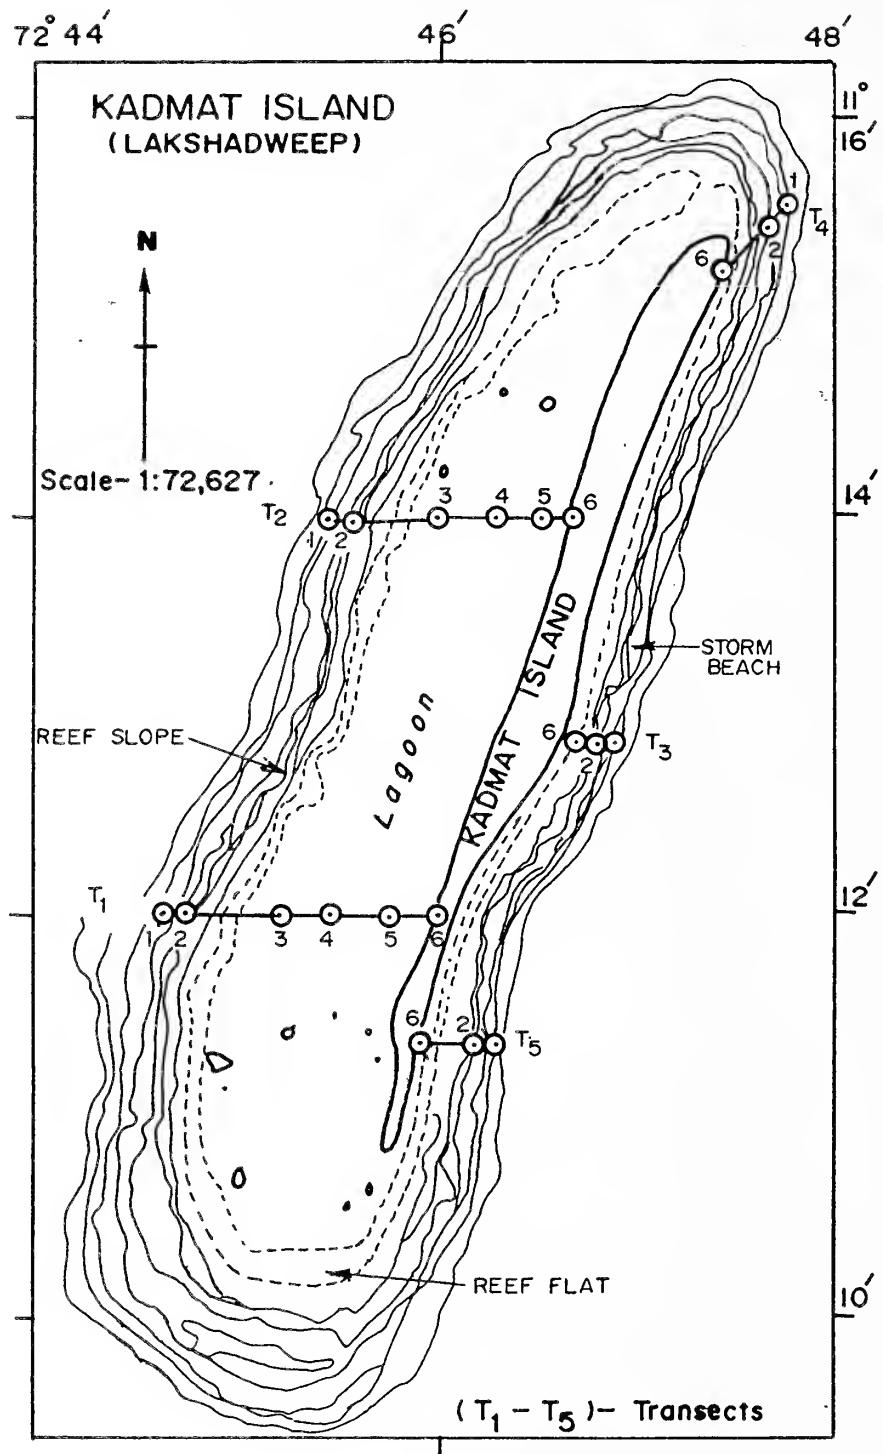 72° 44′ 46′ 48′
KADMAT ISLAND
(LAKSHADWEEP)
11°
16′
N
1
T4
2
6
Scale- 1:72,627
14′
T2
1 2 3 4 5 6
STORM
BEACH
KADMAT ISLAND
Lagoon
REEF SLOPE
6 2 T3
12′
T1
1 2 3 4 5 6
6 2 T5
REEF FLAT
10′
(T1 - T5)- Transects